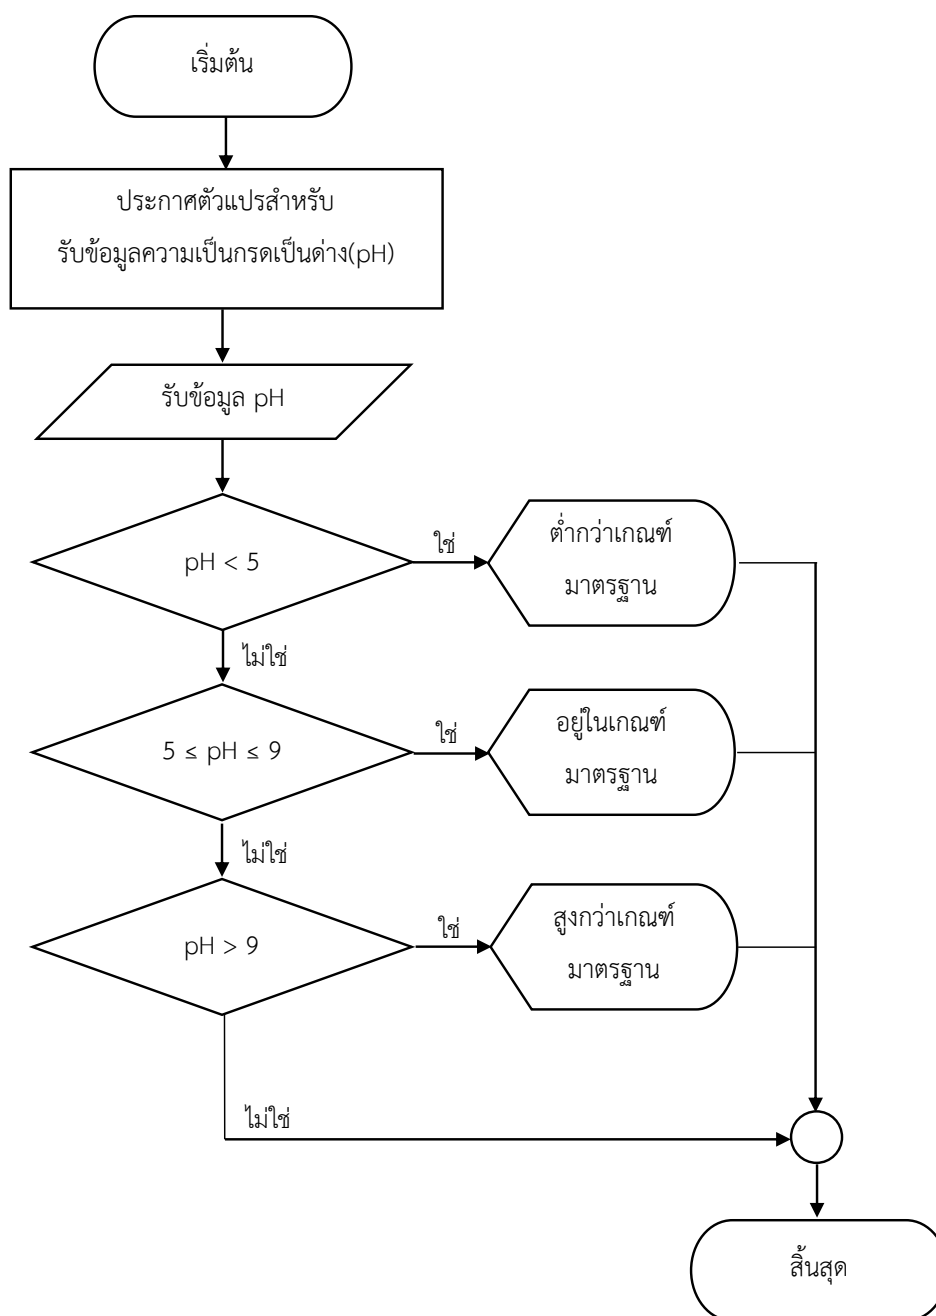 เริ่มต้น
ประกาศตัวแปรสำหรับ
รับข้อมูลความเป็นกรดเป็นด่าง(pH)
รับข้อมูล pH
pH < 5
ใช่
ต่ำกว่าเกณฑ์
มาตรฐาน
ไม่ใช่
5 ≤ pH ≤ 9
ใช่
อยู่ในเกณฑ์
มาตรฐาน
ไม่ใช่
pH > 9
ใช่
สูงกว่าเกณฑ์
มาตรฐาน
ไม่ใช่
สิ้นสุด